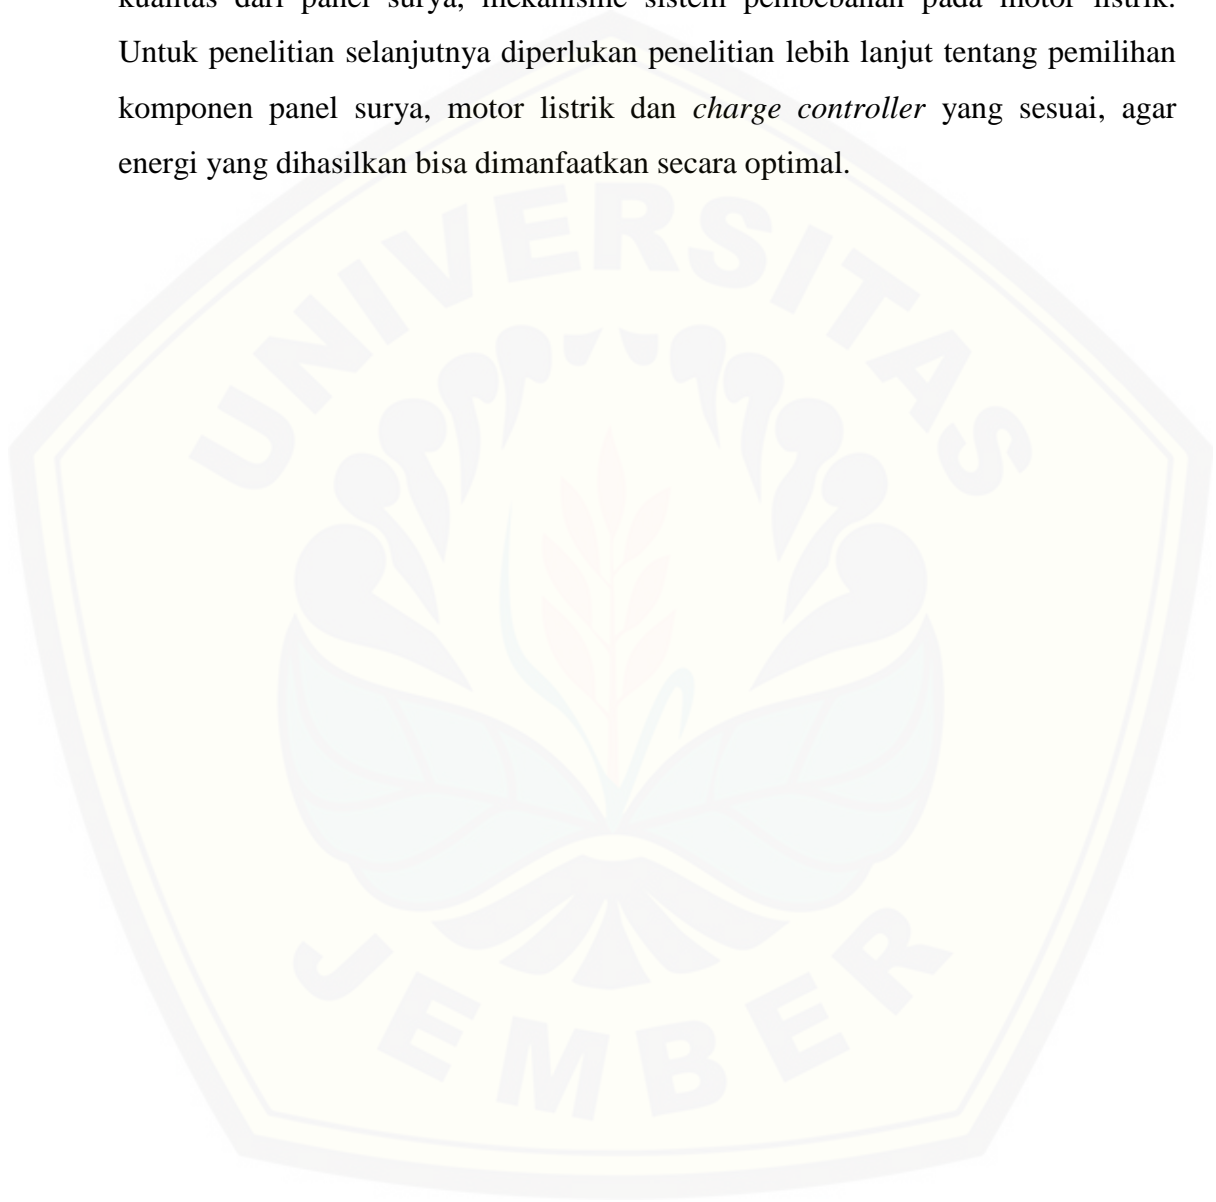 kualitas dari panel surya, mekanisme sistem pembebanan pada motor listrik.
Untuk penelitian selanjutnya diperlukan penelitian lebih lanjut tentang pemilihan
komponen panel surya, motor listrik dan charge controller yang sesuai, agar
energi yang dihasilkan bisa dimanfaatkan secara optimal.
UNIVERSITAS
JEMBER